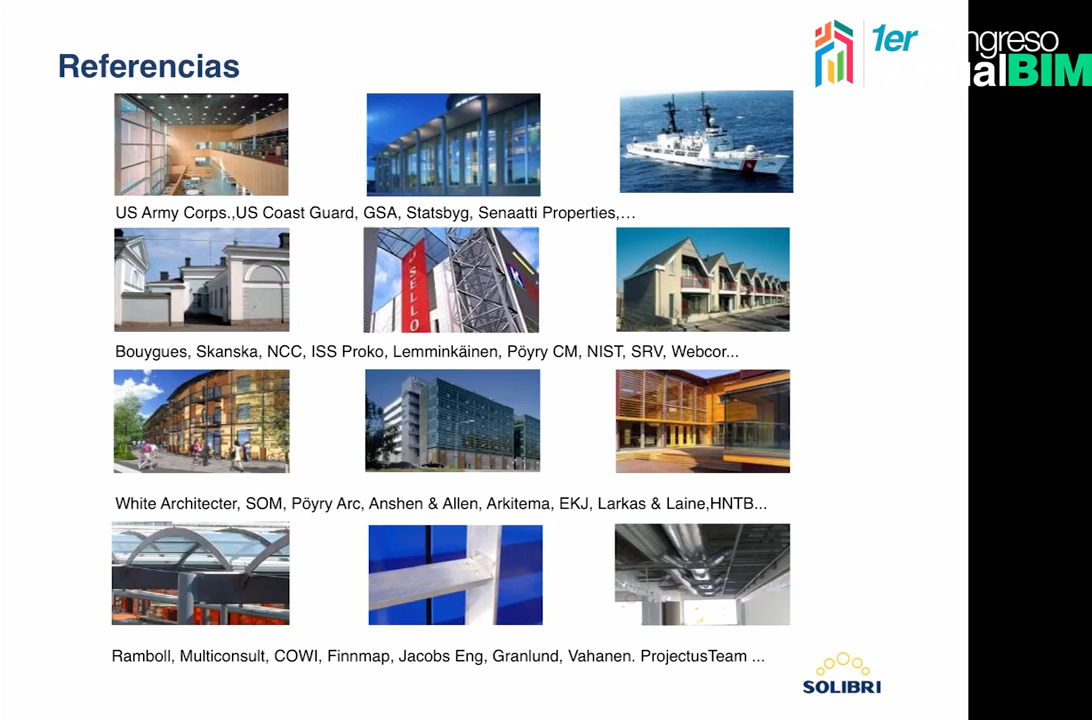 Referencias
1er
ngreso
ualBIM
US Army Corps.,US Coast Guard, GSA, Statsbyg, Senaatti Properties,…
SELLO
Bouygues, Skanska, NCC, ISS Proko, Lemminkäinen, Pöyry CM, NIST, SRV, Webcor...
White Architecter, SOM, Pöyry Arc, Anshen & Allen, Arkitema, EKJ, Larkas & Laine,HNTB...
Ramboll, Multiconsult, COWI, Finnmap, Jacobs Eng, Granlund, Vahanen. ProjectusTeam ...
SOLIBRI